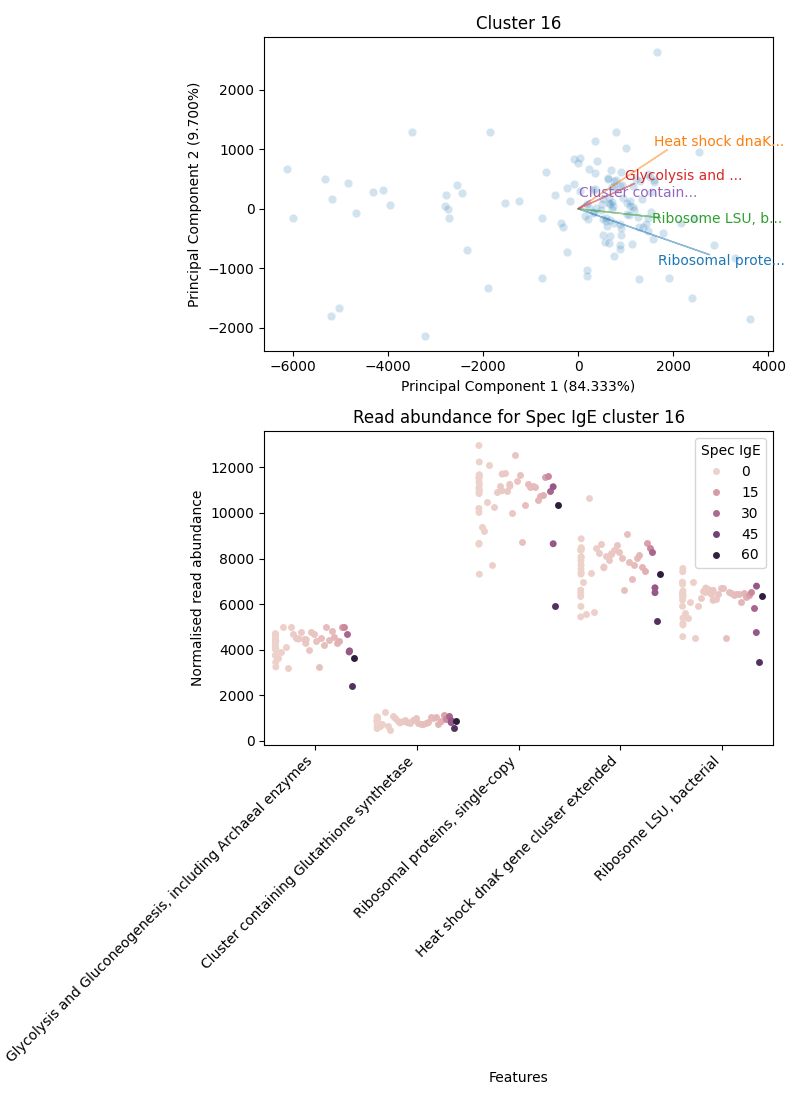 Cluster 16
Principal Component 2 (9.700%)
2000
1000
0
−1000
−2000
Heat shock dnaK...
Glycolysis and ...
Cluster contain...
Ribosome LSU, b...
Ribosomal prote...
−6000 −4000 −2000 0 2000 4000
Principal Component 1 (84.333%)
Read abundance for Spec IgE cluster 16
Normalised read abundance
12000
10000
8000
6000
4000
2000
0
Spec IgE
0
15
30
45
60
Glycolysis and Gluconeogenesis, including Archaeal enzymes
Cluster containing Glutathione synthetase
Ribosomal proteins, single-copy
Heat shock dnaK gene cluster extended
Ribosome LSU, bacterial
Features